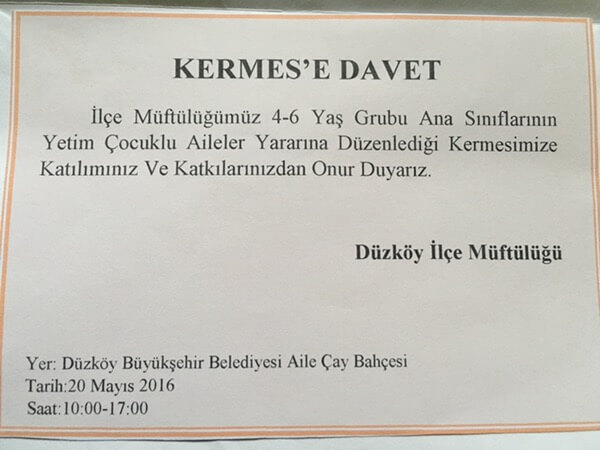 KERMES’E DAVET
İlçe Müftülüğümüz 4-6 Yaş Grubu Ana Sınıflarının
Yetim Çocuklu Aileler Yararına Düzenlediği Kermesimize
Katılımınız Ve Katkılarınızdan Onur Duyarız.
Düzköy İlçe Müftülüğü
Yer: Düzköy Büyükşehir Belediyesi Aile Çay Bahçesi
Tarih:20 Mayıs 2016
Saat:10:00-17:00